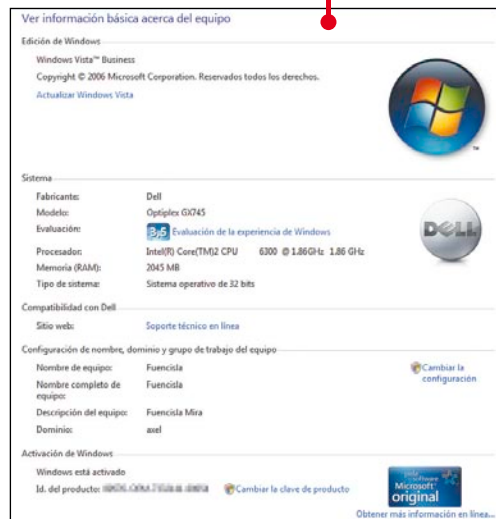 Ver información básica acerca del equipo
Edición de Windows
Windows Vista™ Business
Copyright © 2006 Microsoft Corporation. Reservados todos los derechos.
Actualizar Windows Vista
Sistema
Fabricante: Dell
Modelo: Optiplex GX745
Evaluación: 3,5 Evaluación de la experiencia de Windows
Procesador: Intel(R) Core(TM)2 CPU 6300 @ 1.86GHz 1.86 GHz
Memoria (RAM): 2045 MB
Tipo de sistema: Sistema operativo de 32 bits
DELL
Compatibilidad con Dell
Sitio web: Soporte técnico en línea
Configuración de nombre, dominio y grupo de trabajo del equipo
Nombre de equipo: Fuencisla
Cambiar la configuración
Nombre completo de equipo: Fuencisla
Descripción del equipo: Fuencisla Mira
Dominio: axel
Activación de Windows
Windows está activado
Id. del producto:
Cambiar la clave de producto
software
Microsoft
original
Obtener más información en línea...